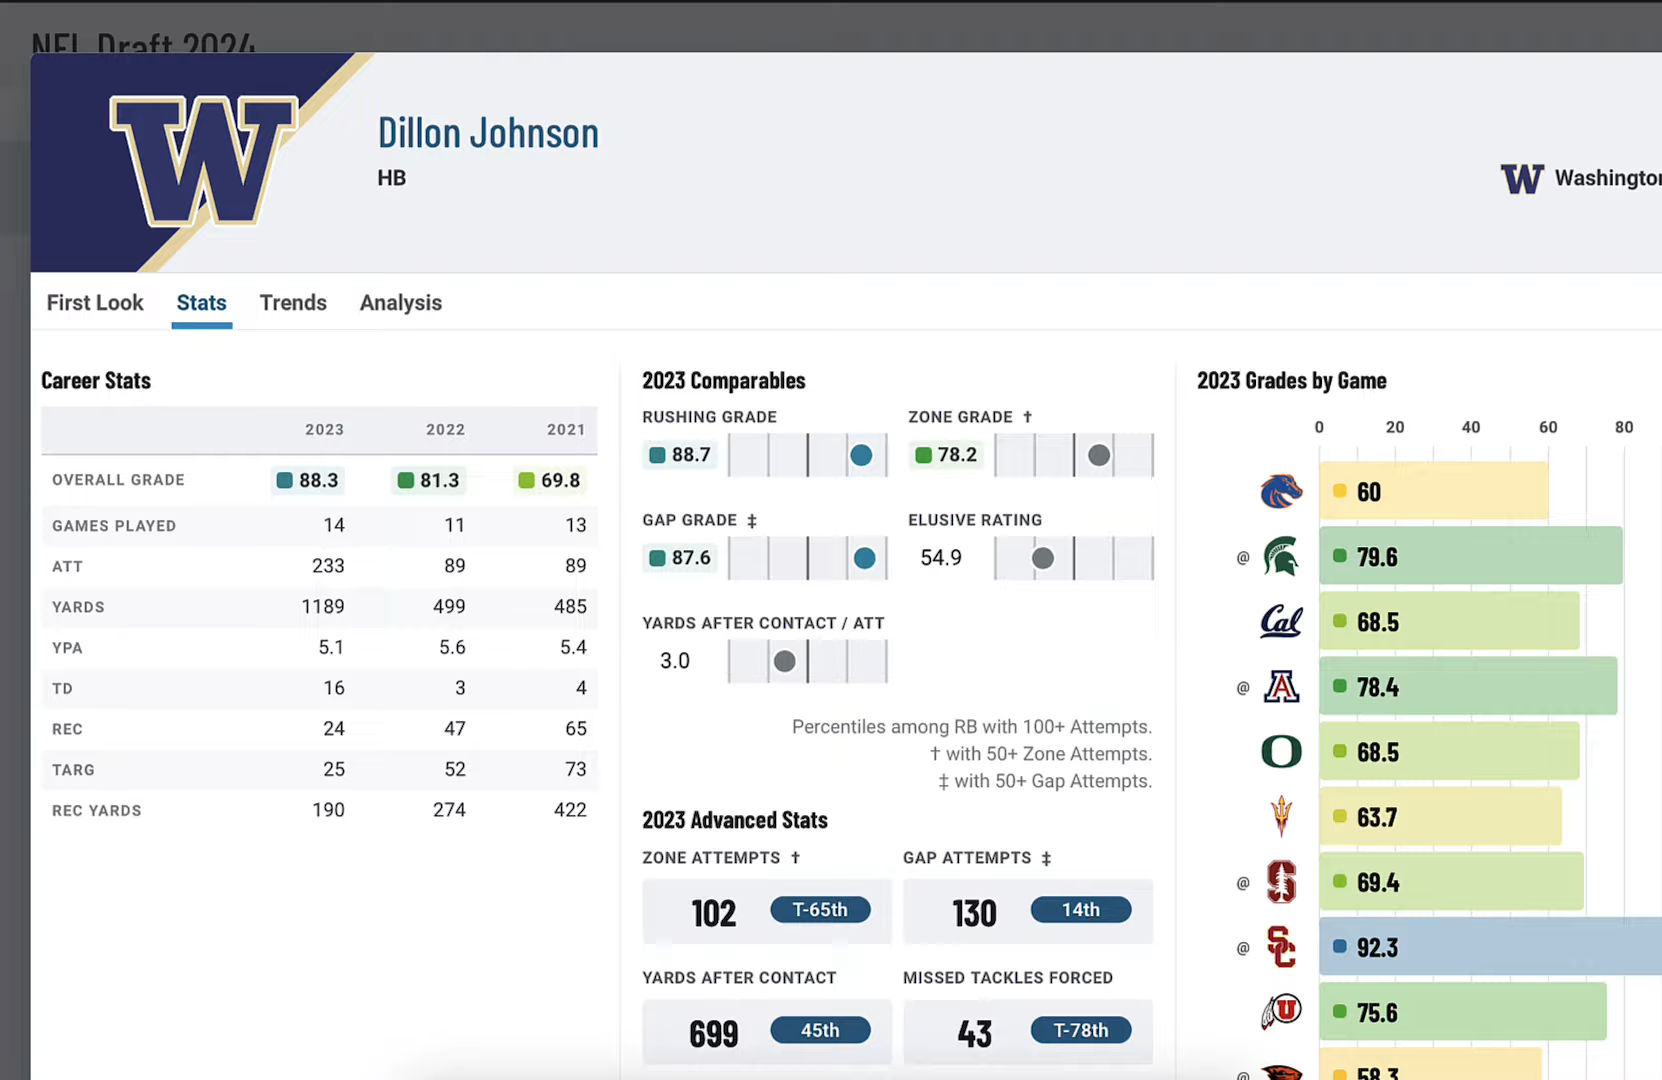 NFL Draft 2024
W
Dillon Johnson
HB
W Washington
First Look Stats Trends Analysis
Career Stats
2023 2022 2021
OVERALL GRADE 88.3 81.3 69.8
GAMES PLAYED 14 11 13
ATT 233 89 89
YARDS 1189 499 485
YPA 5.1 5.6 5.4
TD 16 3 4
REC 24 47 65
TARG 25 52 73
REC YARDS 190 274 422
2023 Comparables
RUSHING GRADE ZONE GRADE †
88.7 78.2
GAP GRADE ‡ ELUSIVE RATING
87.6 54.9
YARDS AFTER CONTACT / ATT
3.0
Percentiles among RB with 100+ Attempts.
† with 50+ Zone Attempts.
‡ with 50+ Gap Attempts.
2023 Advanced Stats
ZONE ATTEMPTS † GAP ATTEMPTS ‡
102 T-65th 130 14th
YARDS AFTER CONTACT MISSED TACKLES FORCED
699 45th 43 T-78th
2023 Grades by Game
0 20 40 60 80
60
@ 79.6
Cal 68.5
@ A 78.4
O 68.5
63.7
@ S 69.4
@ SC 92.3
U 75.6
@ 58.3